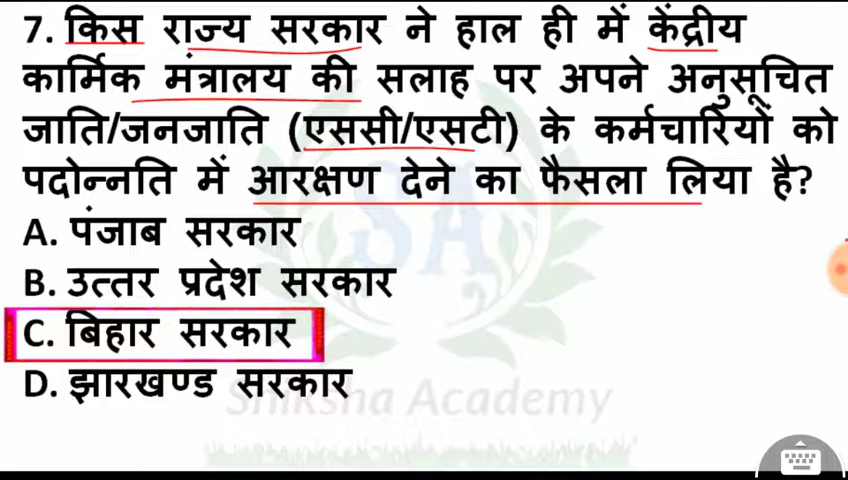 7. किस राज्य सरकार ने हाल ही में केंद्रीय
कार्मिक मंत्रालय की सलाह पर अपने अनुसूचित
जाति/जनजाति (एससी/एसटी) के कर्मचारियों को
पदोन्नति में आरक्षण देने का फैसला लिया है?
A. पंजाब सरकार
B. उत्तर प्रदेश सरकार
C. बिहार सरकार
D. झारखण्ड सरकार
SA
Shiksha Academy